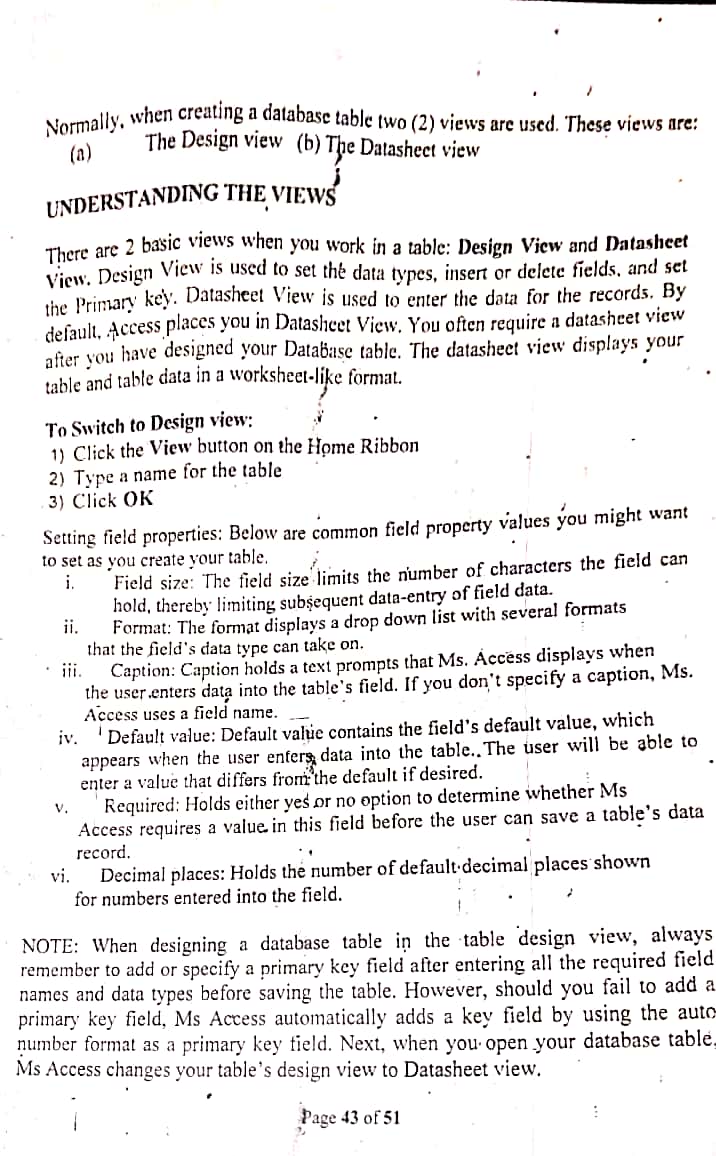 Normally, when creating a database table two (2) views are used. These views are:
(a) The Design view (b) The Datasheet view
UNDERSTANDING THE VIEWS
There are 2 basic views when you work in a table: Design View and Datasheet
View. Design View is used to set the data types, insert or delete fields, and set
the Primary key. Datasheet View is used to enter the data for the records. By
default, Access places you in Datasheet View. You often require a datasheet view
after you have designed your Database table. The datasheet view displays your
table and table data in a worksheet-like format.
To Switch to Design view:
1) Click the View button on the Home Ribbon
2) Type a name for the table
3) Click OK
Setting field properties: Below are common field property values you might want
to set as you create your table.
i. Field size: The field size limits the number of characters the field can
hold, thereby limiting subsequent data-entry of field data.
ii. Format: The format displays a drop down list with several formats
that the field's data type can take on.
iii. Caption: Caption holds a text prompts that Ms. Access displays when
the user enters data into the table's field. If you don't specify a caption, Ms.
Access uses a field name.
iv. Default value: Default value contains the field's default value, which
appears when the user enters data into the table. The user will be able to
enter a value that differs from the default if desired.
v. Required: Holds either yes or no option to determine whether Ms
Access requires a value in this field before the user can save a table's data
record.
vi. Decimal places: Holds the number of default decimal places shown
for numbers entered into the field.
NOTE: When designing a database table in the table design view, always
remember to add or specify a primary key field after entering all the required field
names and data types before saving the table. However, should you fail to add a
primary key field, Ms Access automatically adds a key field by using the auto
number format as a primary key field. Next, when you open your database table,
Ms Access changes your table's design view to Datasheet view.
Page 43 of 51